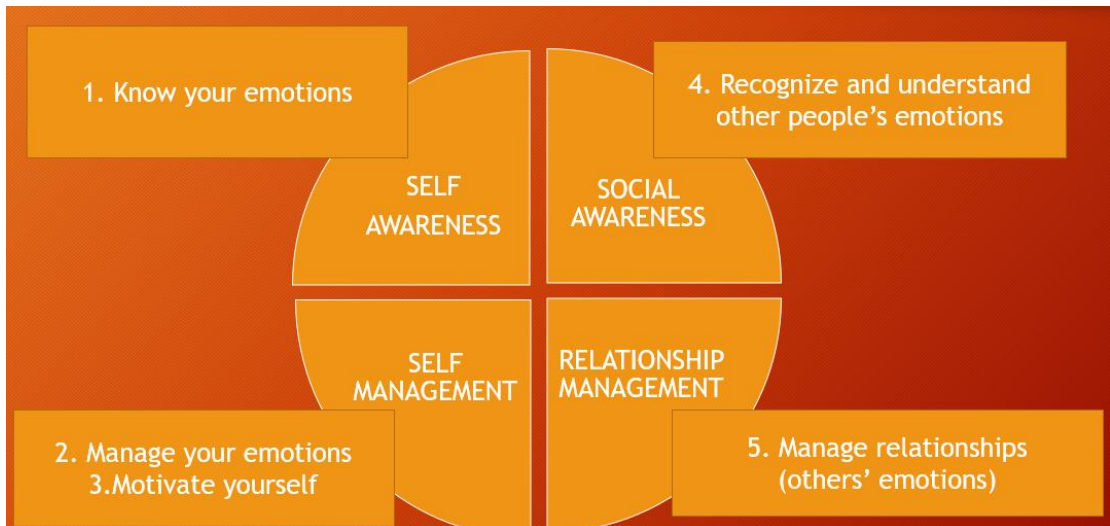 1. Know your emotions
4. Recognize and understand
other people’s emotions
SELF
AWARENESS
SOCIAL
AWARENESS
SELF
MANAGEMENT
RELATIONSHIP
MANAGEMENT
2. Manage your emotions
3.Motivate yourself
5. Manage relationships
(others’ emotions)